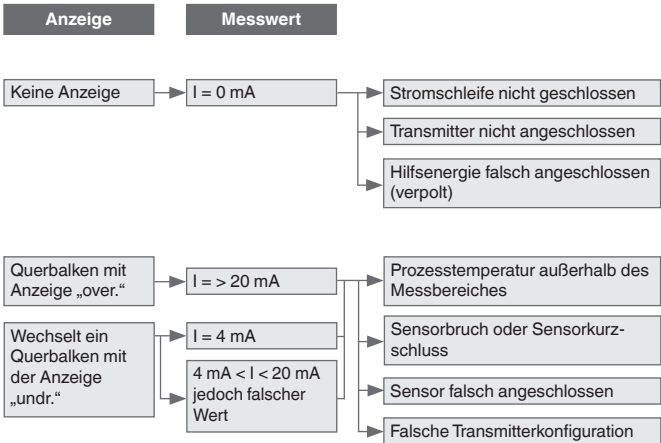 Anzeige
Messwert
Keine Anzeige
I = 0 mA
Stromschleife nicht geschlossen
Transmitter nicht angeschlossen
Hilfsenergie falsch angeschlossen
(verpolt)
Querbalken mit
Anzeige „over.“
I = > 20 mA
Prozesstemperatur außerhalb des
Messbereiches
Wechselt ein
Querbalken mit
der Anzeige
„undr.“
I = 4 mA
4 mA < I < 20 mA
jedoch falscher
Wert
Sensorbruch oder Sensorkurz-
schluss
Sensor falsch angeschlossen
Falsche Transmitterkonfiguration